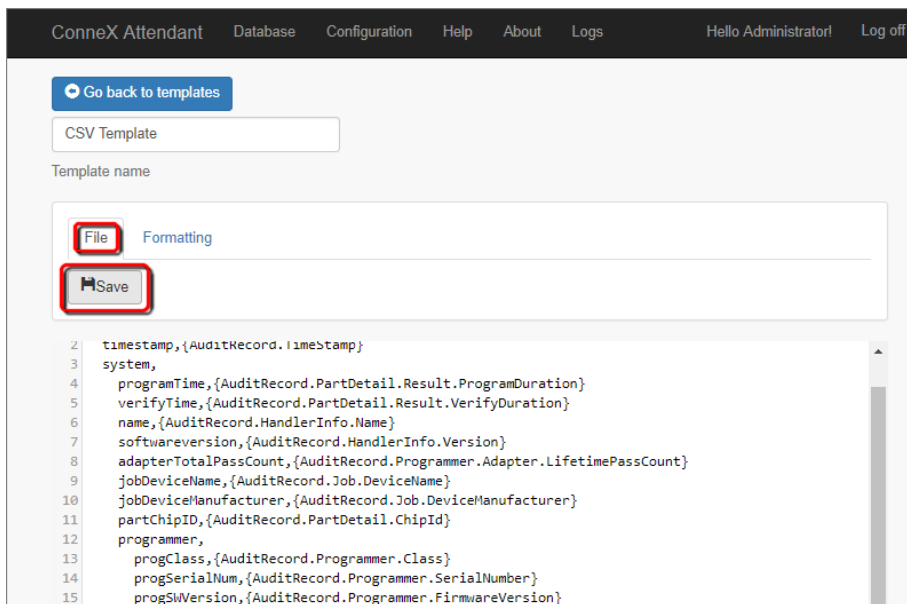 ConneX Attendant Database Configuration Help About Logs Hello Administrator! Log off
Go back to templates
CSV Template
Template name
File Formatting
Save
2 timestamp,{AuditRecord.TimeStamp}
3 system,
4 programTime,{AuditRecord.PartDetail.Result.ProgramDuration}
5 verifyTime,{AuditRecord.PartDetail.Result.VerifyDuration}
6 name,{AuditRecord.HandlerInfo.Name}
7 softwareversion,{AuditRecord.HandlerInfo.Version}
8 adapterTotalPassCount,{AuditRecord.Programmer.Adapter.LifetimePassCount}
9 jobDeviceName,{AuditRecord.Job.DeviceName}
10 jobDeviceManufacturer,{AuditRecord.Job.DeviceManufacturer}
11 partChipID,{AuditRecord.PartDetail.ChipId}
12 programmer,
13 progClass,{AuditRecord.Programmer.Class}
14 progSerialNum,{AuditRecord.Programmer.SerialNumber}
15 progSWVersion,{AuditRecord.Programmer.FirmwareVersion}